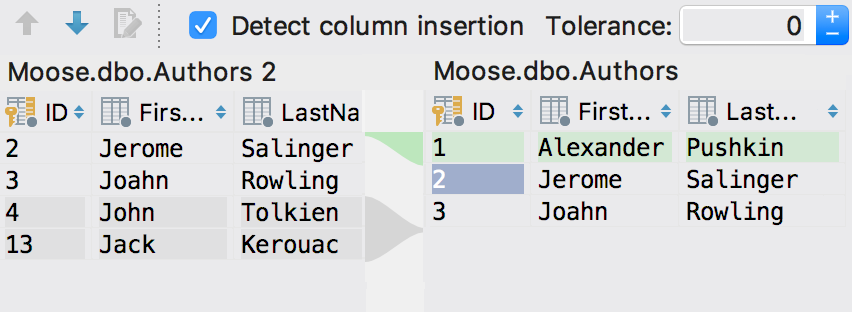 Detect column insertion Tolerance: 0
Moose.dbo.Authors 2
ID Firs... LastNa
2 Jerome Salinger
3 Joahn Rowling
4 John Tolkien
13 Jack Kerouac
Moose.dbo.Authors
ID First... Last...
1 Alexander Pushkin
2 Jerome Salinger
3 Joahn Rowling